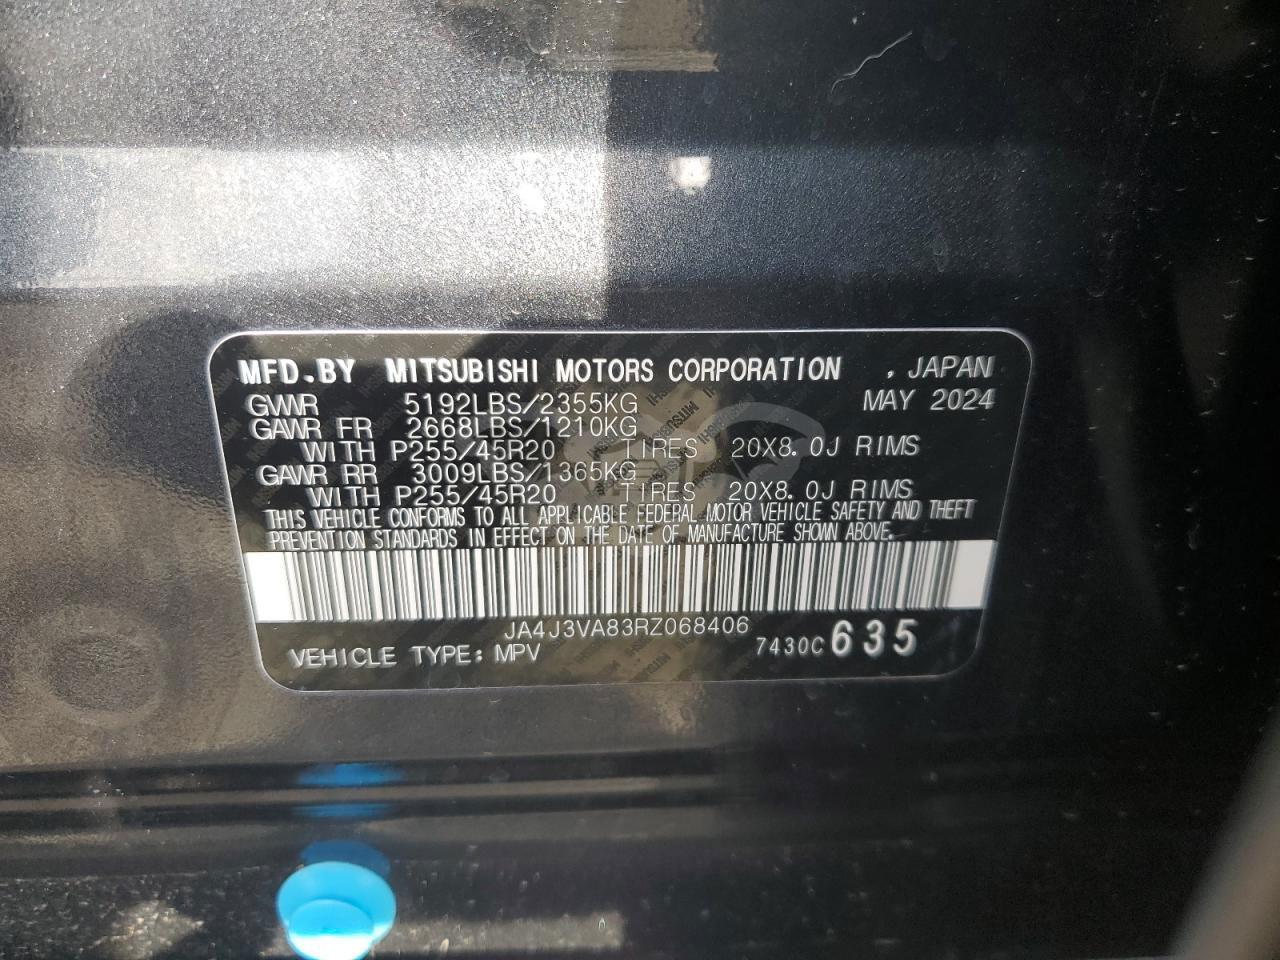 MFD.BY MITSUBISHI MOTORS CORPORATION , JAPAN
GVWR 5192LBS/2355KG MAY 2024
GAWR FR 2668LBS/1210KG
WITH P255/45R20 TIRES 20X8.0J RIMS
GAWR RR 3009LBS/1365KG
WITH P255/45R20 TIRES 20X8.0J RIMS
THIS VEHICLE CONFORMS TO ALL APPLICABLE FEDERAL MOTOR VEHICLE SAFETY AND THEFT
PREVENTION STANDARDS IN EFFECT ON THE DATE OF MANUFACTURE SHOWN ABOVE.
JA4J3VA83RZ068406
VEHICLE TYPE: MPV 7430C 635